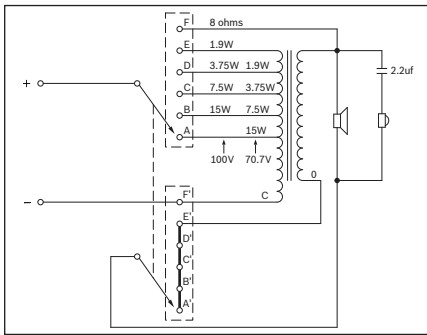 F 8 ohms
E 1.9W
D 3.75W 1.9W
C 7.5W 3.75W
B 15W 7.5W
A 15W
100V 70.7V
2.2uf
+
-
0
C
F'
E'
D'
C'
B'
A'